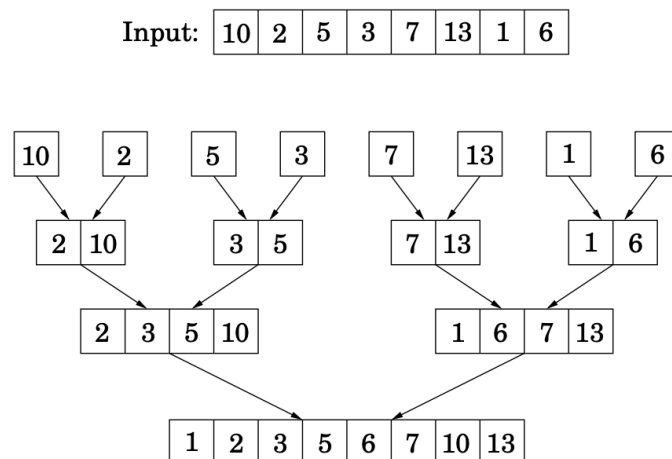 Input: 10 2 5 3 7 13 1 6
10 2 5 3 7 13 1 6
2 10 3 5 7 13 1 6
2 3 5 10 1 6 7 13
1 2 3 5 6 7 10 13